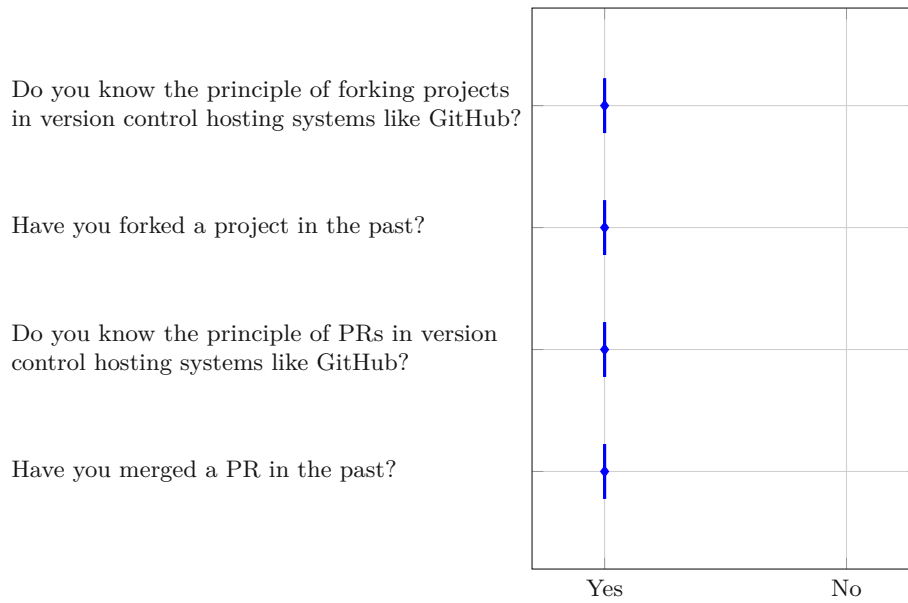 Do you know the principle of forking projects
in version control hosting systems like GitHub?
Have you forked a project in the past?
Do you know the principle of PRs in version
control hosting systems like GitHub?
Have you merged a PR in the past?
Yes No